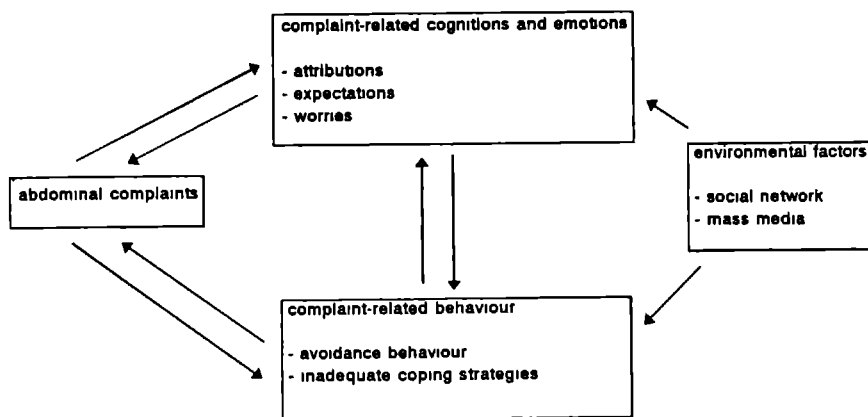 complaint-related cognitions and emotions
- attributions
- expectations
- worries
environmental factors
- social network
- mass media
abdominal complaints
complaint-related behaviour
- avoidance behaviour
- inadequate coping strategies